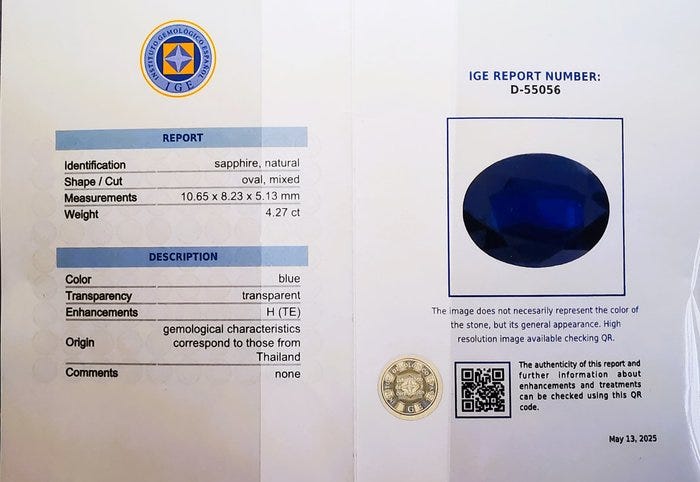 INSTITUTO GEMOLÓGICO ESPAÑOL
IGE
REPORT
Identification sapphire, natural
Shape / Cut oval, mixed
Measurements 10.65 x 8.23 x 5.13 mm
Weight 4.27 ct
DESCRIPTION
Color blue
Transparency transparent
Enhancements H (TE)
Origin gemological characteristics
correspond to those from
Thailand
Comments none
IGE REPORT NUMBER:
D-55056
The image does not necesarily represent the color of
the stone, but its general appearance. High
resolution image available checking QR.
IGE
The authenticity of this report and
further information about
enhancements and treatments
can be checked using this QR
code.
May 13, 2025